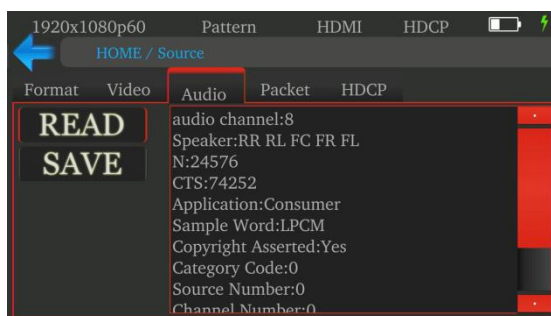 1920x1080p60 Pattern HDMI HDCP
HOME / Source
Format Video Audio Packet HDCP
READ
SAVE
audio channel:8
Speaker:RR RL FC FR FL
N:24576
CTS:74252
Application:Consumer
Sample Word:LPCM
Copyright Asserted:Yes
Category Code:0
Source Number:0
Channel Number:0